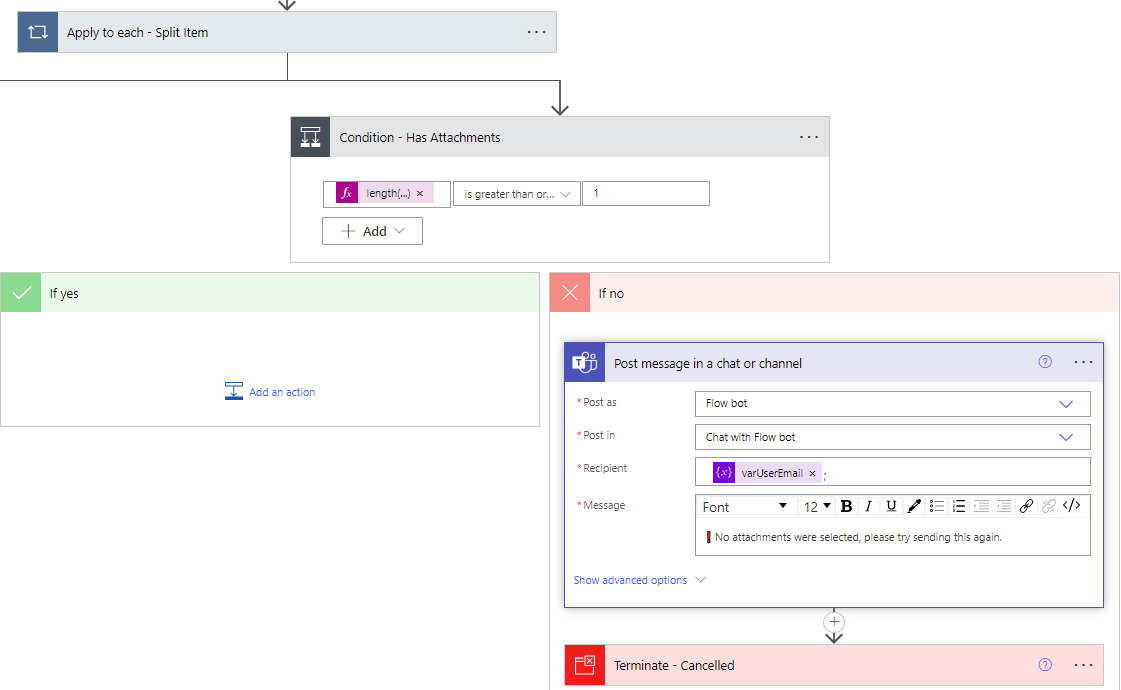 Apply to each - Split Item
Condition - Has Attachments
fx length(...) × is greater than or... 1
+ Add
If yes
Add an action
If no
Post message in a chat or channel
*Post as Flow bot
*Post in Chat with Flow bot
*Recipient {x} varUserEmail × ;
*Message Font 12 B I U </>
❗No attachments were selected, please try sending this again.
Show advanced options
Terminate - Cancelled